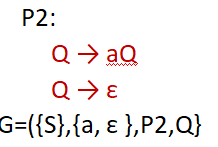 P2:
Q → aQ
Q → ε
G=({S},{a, ε },P2,Q}